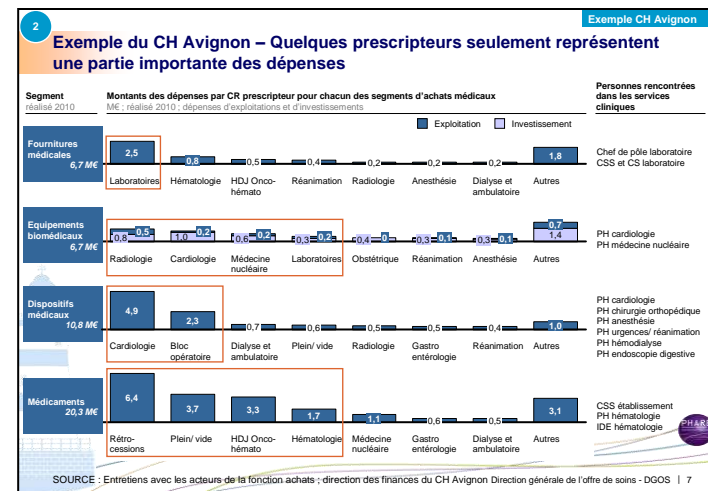 2
Exemple CH Avignon
Exemple du CH Avignon – Quelques prescripteurs seulement représentent
une partie importante des dépenses
Segment
réalisé 2010
Montants des dépenses par CR prescripteur pour chacun des segments d'achats médicaux
M€ ; réalisé 2010 ; dépenses d'exploitations et d'investissements
Personnes rencontrées
dans les services
cliniques
Exploitation
Investissement
Fournitures
médicales
6,7 M€
2,5 0,8 0,5 0,4 0,2 0,2 0,2 1,8
Laboratoires Hématologie HDJ Onco- Réanimation Radiologie Anesthésie Dialyse et Autres
hémato ambulatoire
Chef de pôle laboratoire
CSS et CS laboratoire
Equipements
biomédicaux
6,7 M€
0,5 0,2 0,2 0,2 0 0,1 0,1 0,7
0,8 1,0 0,6 0,3 0,4 0,3 0,3 1,4
Radiologie Cardiologie Médecine Laboratoires Obstétrique Réanimation Anesthésie Autres
nucléaire
PH cardiologie
PH médecine nucléaire
Dispositifs
médicaux
10,8 M€
4,9 2,3 0,7 0,6 0,5 0,5 0,4 1,0
Cardiologie Bloc Dialyse et Plein/ vide Radiologie Gastro Réanimation Autres
opératoire ambulatoire entérologie
PH cardiologie
PH chirurgie orthopédique
PH anesthésie
PH urgences/ réanimation
PH hémodialyse
PH endoscopie digestive
Médicaments
20,3 M€
6,4 3,7 3,3 1,7 1,1 0,6 0,5 3,1
Rétro- Plein/ vide HDJ Onco- Hématologie Médecine Gastro Dialyse et Autres
cessions hémato nucléaire entérologie ambulatoire
CSS établissement
PH hématologie
IDE hématologie
SOURCE : Entretiens avec les acteurs de la fonction achats ; direction des finances du CH Avignon Direction générale de l'offre de soins - DGOS | 7